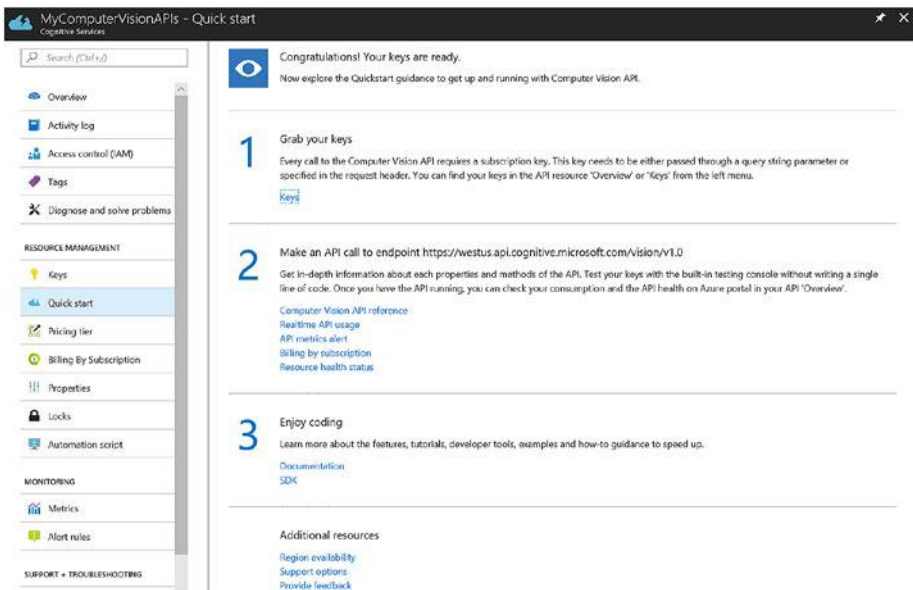 MyComputerVisionAPIs - Quick start
Cognitive Services
Search (Ctrl+/)
Overview
Activity log
Access control (IAM)
Tags
Diagnose and solve problems
RESOURCE MANAGEMENT
Keys
Quick start
Pricing tier
Billing By Subscription
Properties
Locks
Automation script
MONITORING
Metrics
Alert rules
SUPPORT + TROUBLESHOOTING
Congratulations! Your keys are ready.
Now explore the Quickstart guidance to get up and running with Computer Vision API.
1
Grab your keys
Every call to the Computer Vision API requires a subscription key. This key needs to be either passed through a query string parameter or
specified in the request header. You can find your keys in the API resource 'Overview' or 'Keys' from the left menu.
Keys
2
Make an API call to endpoint https://westus.api.cognitive.microsoft.com/vision/v1.0
Get in-depth information about each properties and methods of the API. Test your keys with the built-in testing console without writing a single
line of code. Once you have the API running, you can check your consumption and the API health on Azure portal in your API 'Overview'.
Computer Vision API reference
Realtime API usage
API metrics alert
Billing by subscription
Resource health status
3
Enjoy coding
Learn more about the features, tutorials, developer tools, examples and how-to guidance to speed up.
Documentation
SDK
Additional resources
Region availability
Support options
Provide feedback